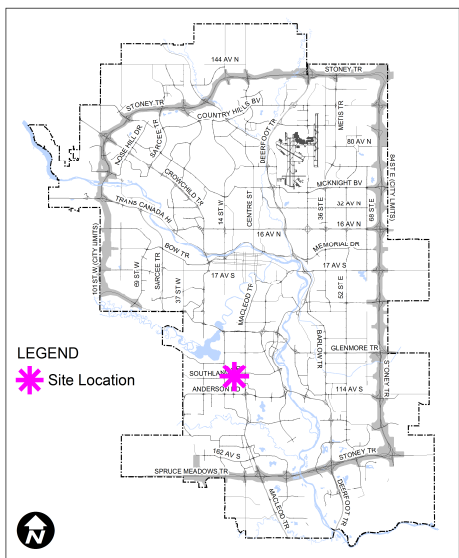 144 AV N
STONEY TR
STONEY TR
COUNTRY HILLS BV
METIS TR
DEERFOOT TR
SARCEE TR
80 AV N
CROWCHILD TR
MCKNIGHT BV
14 ST W
CENTRE ST
36 ST E
32 AV N
68 ST E
84 ST E (CITY LIMITS)
TRANS CANADA HI
16 AV N
16 AV N
101 ST W (CITY LIMITS)
BOW TR
MEMORIAL DR
69 ST W
SARCEE TR
37 ST W
17 AV S
17 AV S
52 ST E
MACLEOD TR
BARLOW TR
GLENMORE TR
LEGEND
Site Location
SOUTHLAND
ANDERSON
114 AV S
STONEY TR
162 AV S
STONEY TR
SPRUCE MEADOWS TR
MACLEOD TR
DEERFOOT TR
N